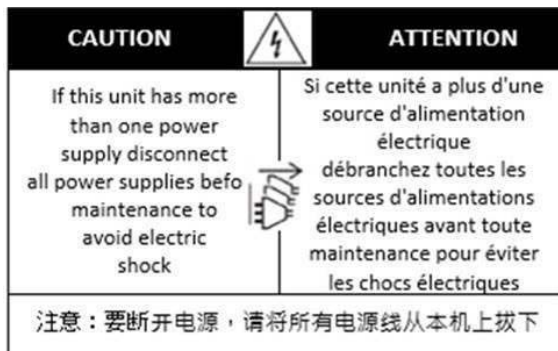 CAUTION
If this unit has more
than one power
supply disconnect
all power supplies befo
maintenance to
avoid electric
shock
ATTENTION
Si cette unité a plus d'une
source d'alimentation
électrique
débranchez toutes les
sources d'alimentations
électriques avant toute
maintenance pour éviter
les chocs électriques
注意：要断开电源，请将所有电源线从本机上拔下